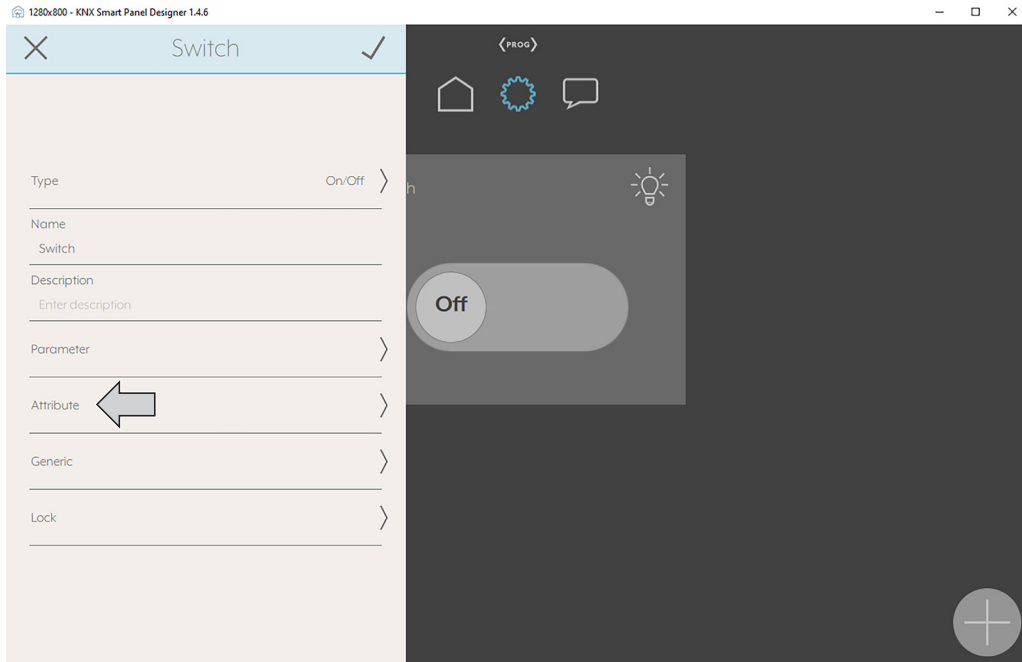 1280x800 - KNX Smart Panel Designer 1.4.6
Switch
Type On/Off
Name
Switch
Description
Enter description
Parameter
Attribute
Generic
Lock
PROG
h
Off